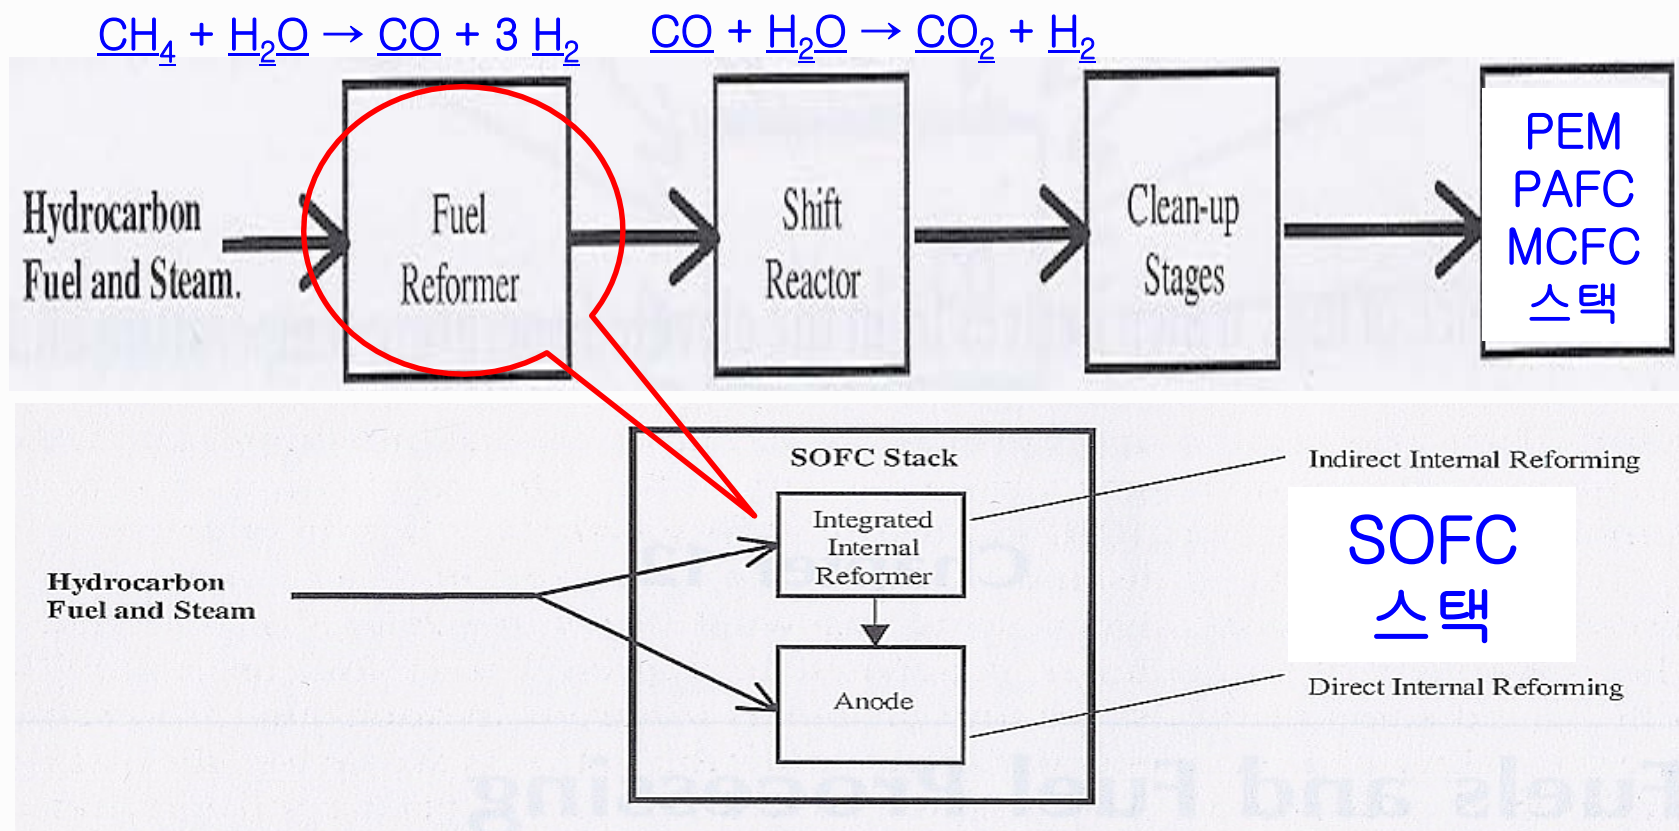 CH₄ + H₂O → CO + 3 H₂
CO + H₂O → CO₂ + H₂
Hydrocarbon
Fuel and Steam.
Fuel
Reformer
Shift
Reactor
Clean-up
Stages
PEM
PAFC
MCFC
스택
SOFC Stack
Integrated
Internal
Reformer
Anode
Hydrocarbon
Fuel and Steam
Indirect Internal Reforming
SOFC
스택
Direct Internal Reforming